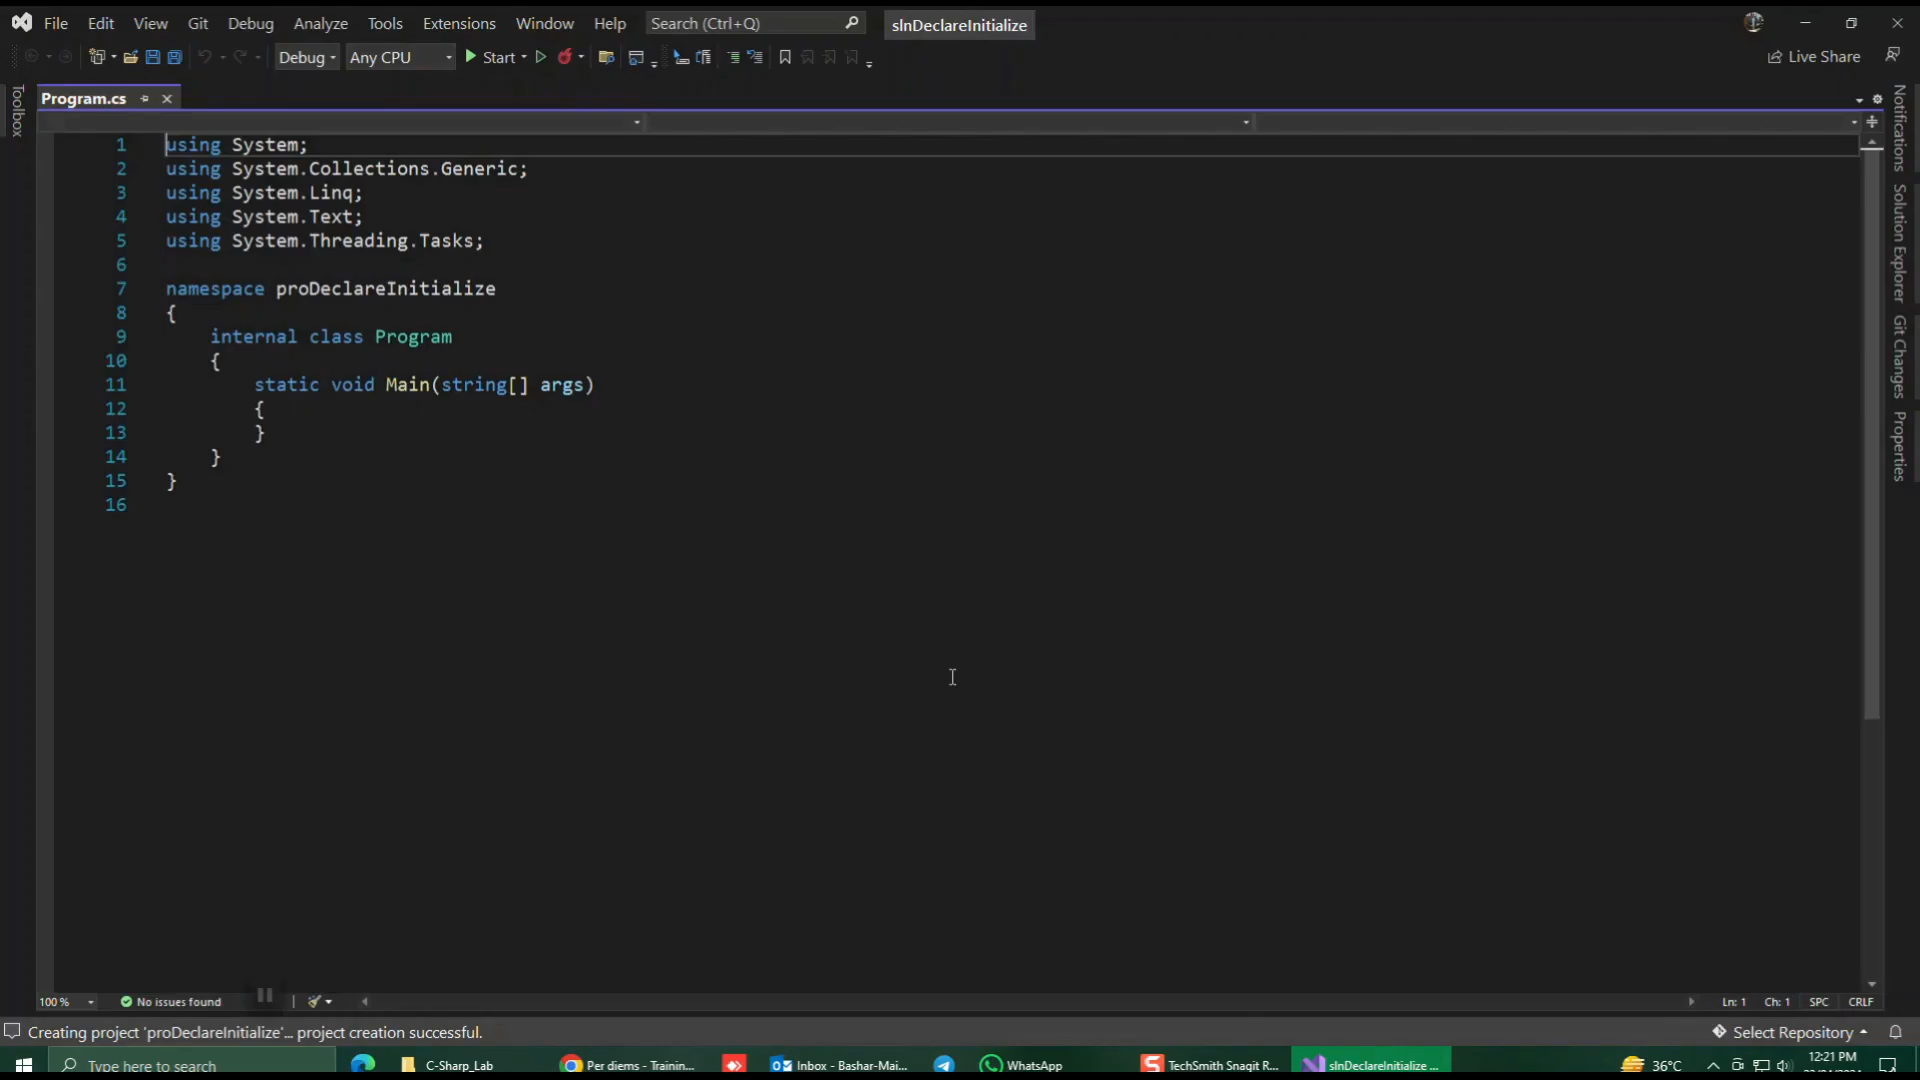 File Edit View Git Project Debug Analyze Tools Extensions Window Help Search (Ctrl+Q) slnDeclareInitialize
Debug Any CPU Start Live Share
Program.cs
Toolbox
1 using System;
2 using System.Collections.Generic;
3 using System.Linq;
4 using System.Text;
5 using System.Threading.Tasks;
6
7 namespace proDeclareInitialize
8 {
9 internal class Program
10 {
11 static void Main(string[] args)
12 {
13 }
14 }
15 }
16
Notifications
Solution Explorer
Git Changes
Properties
100 % No issues found Ln: 1 Ch: 1 SPC CRLF
Creating project 'proDeclareInitialize'... project creation successful. Select Repository
Type here to search C-Sharp_Lab Per diems - Trainin... Inbox - Bashar-Mai... WhatsApp TechSmith Snagit R... slnDeclareInitialize ... 36°C 12:21 PM